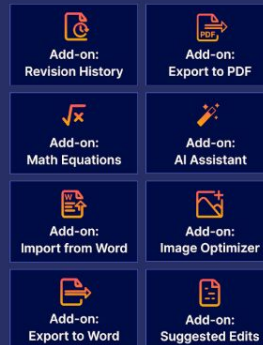 Add-on:
Revision History
PDF
Add-on:
Export to PDF
√x
Add-on:
Math Equations
Add-on:
AI Assistant
W
Add-on:
Import from Word
Add-on:
Image Optimizer
Add-on:
Export to Word
Add-on:
Suggested Edits